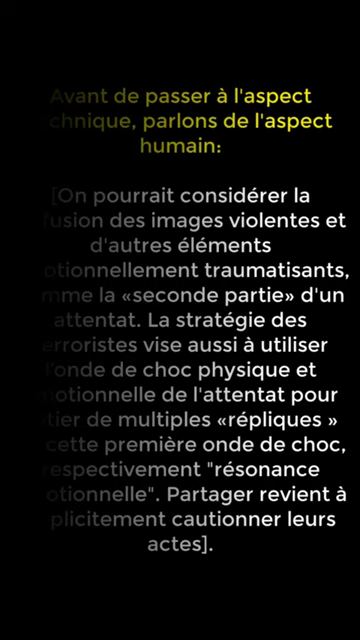 Avant de passer à l'aspect
chnique, parlons de l'aspect
humain:
[On pourrait considérer la
fusion des images violentes et
d'autres éléments
otionnellement traumatisants,
mme la «seconde partie» d'un
attentat. La stratégie des
erroristes vise aussi à utiliser
l'onde de choc physique et
notionnelle de l'attentat pour
tier de multiples «répliques »
cette première onde de choc,
respectivement "résonance
otionnelle". Partager revient à
plicitement cautionner leurs
actes].